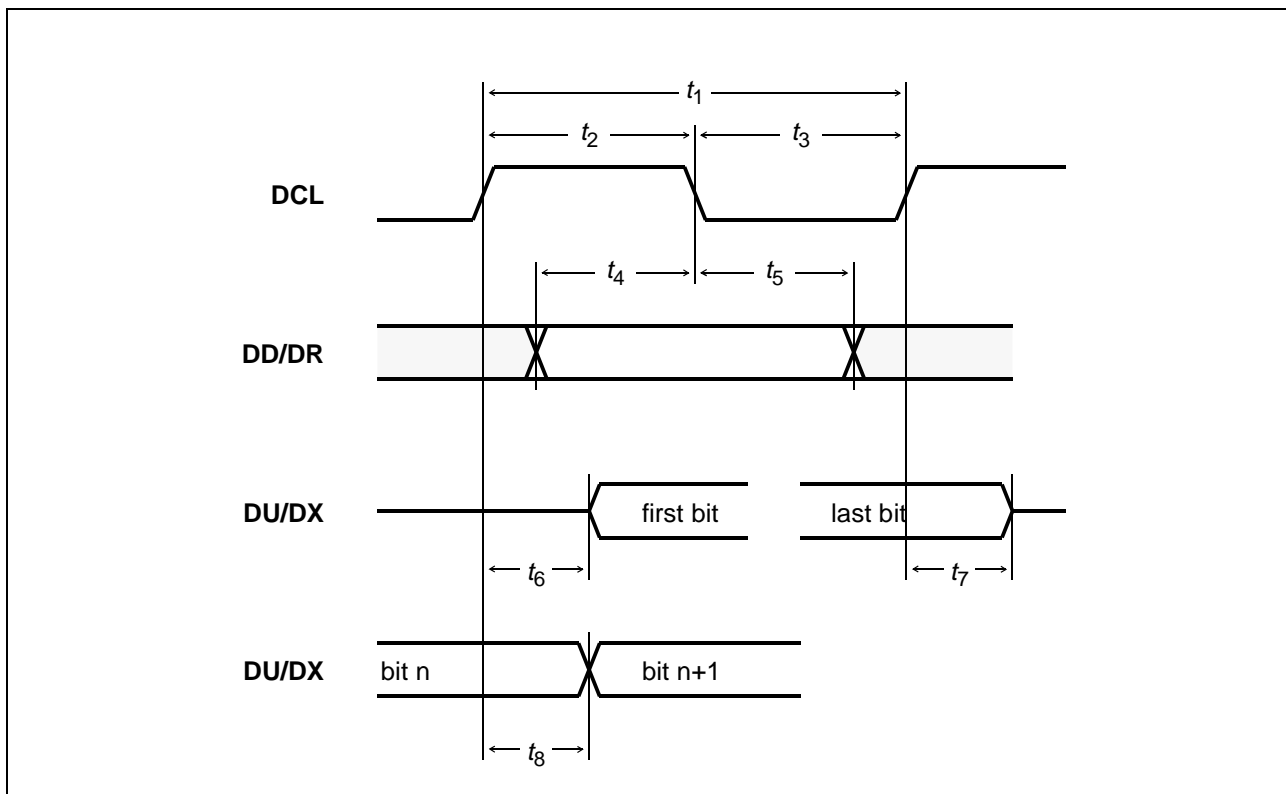 t1
t2
t3
DCL
t4
t5
DD/DR
DU/DX
first bit
last bit
t6
t7
DU/DX
bit n
bit n+1
t8